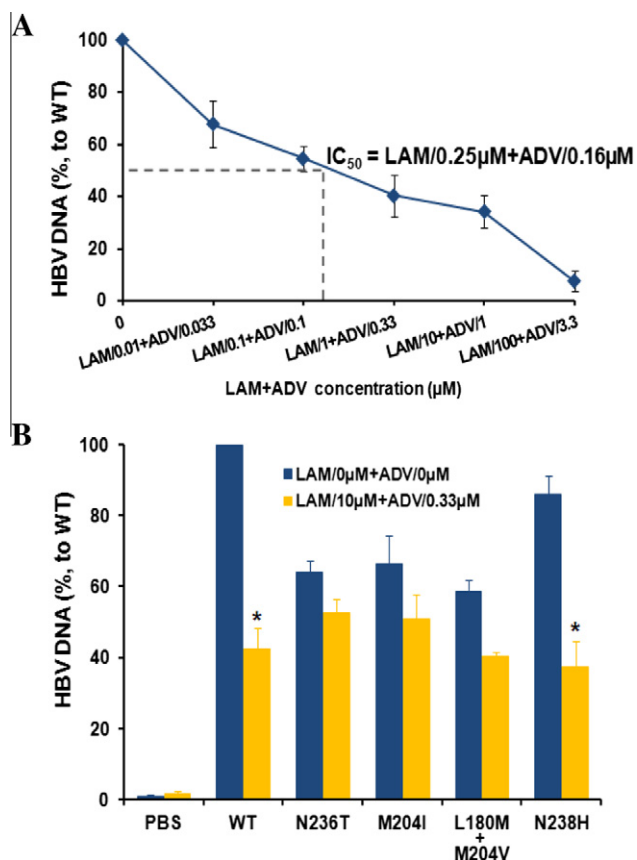 A
100
80
60
40
20
0
HBV DNA (%, to WT)
IC50 = LAM/0.25µM+ADV/0.16µM
0
LAM/0.01+ADV/0.033
LAM/0.1+ADV/0.1
LAM/1+ADV/0.33
LAM/10+ADV/1
LAM/100+ADV/3.3
LAM+ADV concentration (µM)
B
100
80
60
40
20
0
HBV DNA (%, to WT)
LAM/0µM+ADV/0µM
LAM/10µM+ADV/0.33µM
*
*
PBS WT N236T M204I L180M N238H
+
M204V